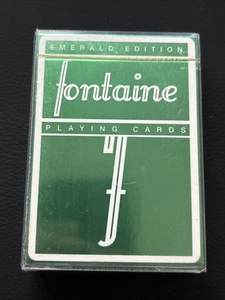 EMERALD EDITION
fontaine
PLAYING CARDS
f